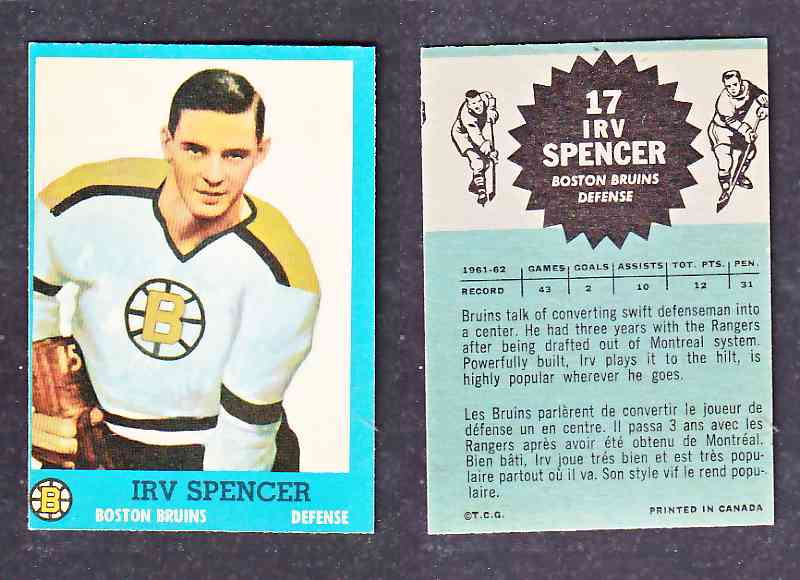 B
15
B
IRV SPENCER
BOSTON BRUINS DEFENSE
17
IRV
SPENCER
BOSTON BRUINS
DEFENSE
1961-62 GAMES GOALS ASSISTS TOT. PTS. PEN.
RECORD 43 2 10 12 31
Bruins talk of converting swift defenseman into
a center. He had three years with the Rangers
after being drafted out of Montreal system.
Powerfully built, Irv plays it to the hilt, is
highly popular wherever he goes.
Les Bruins parlèrent de convertir le joueur de
défense un en centre. Il passa 3 ans avec les
Rangers après avoir été obtenu de Montréal.
Bien bâti, Irv joue trés bien et est très popu-
laire partout où il va. Son style vif le rend popu-
laire.
©T.C.G. PRINTED IN CANADA